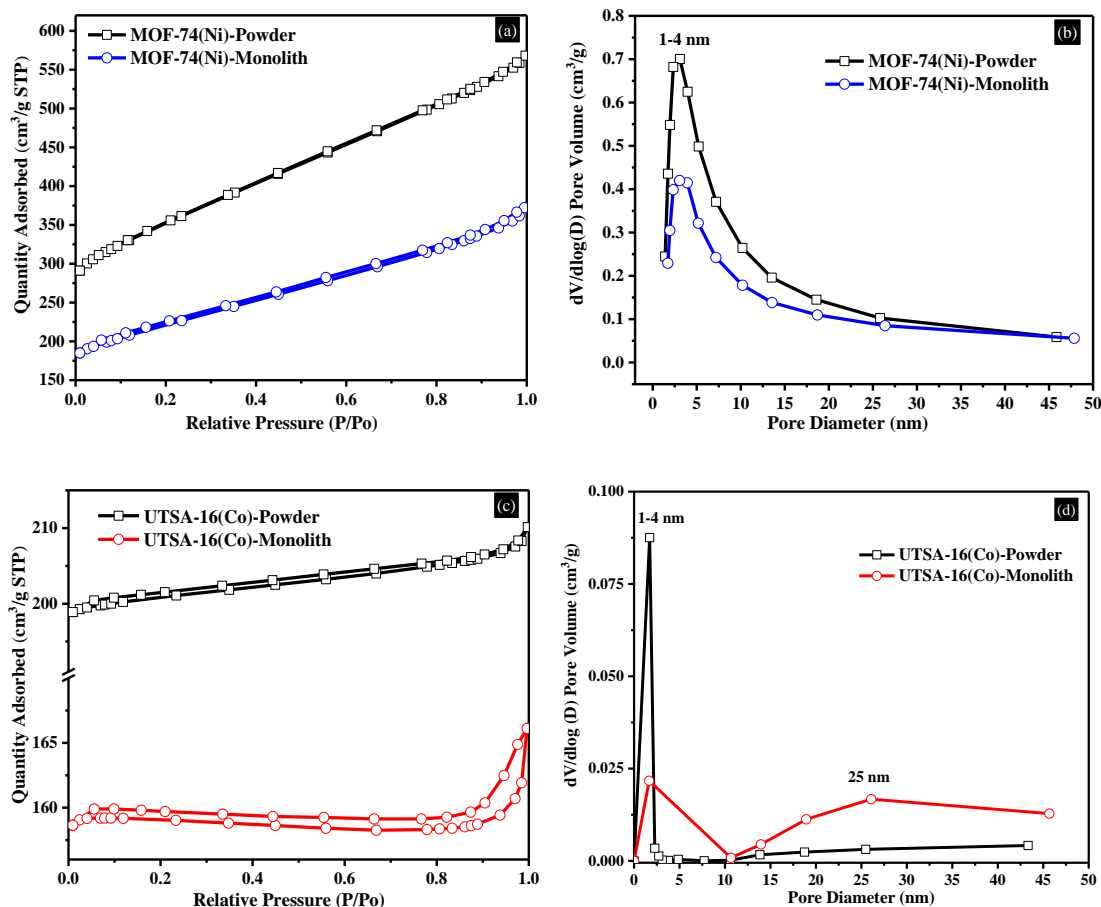 (a)
MOF-74(Ni)-Powder
MOF-74(Ni)-Monolith
Quantity Adsorbed (cm³/g STP)
600
550
500
450
400
350
300
250
200
150
0.0 0.2 0.4 0.6 0.8 1.0
Relative Pressure (P/Po)
(b)
1-4 nm
MOF-74(Ni)-Powder
MOF-74(Ni)-Monolith
dV/dlog(D) Pore Volume (cm³/g)
0.8
0.7
0.6
0.5
0.4
0.3
0.2
0.1
0.0
0 5 10 15 20 25 30 35 40 45 50
Pore Diameter (nm)
(c)
UTSA-16(Co)-Powder
UTSA-16(Co)-Monolith
Quantity Adsorbed (cm³/g STP)
210
200
165
160
0.0 0.2 0.4 0.6 0.8 1.0
Relative Pressure (P/Po)
(d)
1-4 nm
UTSA-16(Co)-Powder
UTSA-16(Co)-Monolith
25 nm
dV/dlog (D) Pore Volume (cm³/g)
0.100
0.075
0.050
0.025
0.000
0 5 10 15 20 25 30 35 40 45 50
Pore Diameter (nm)